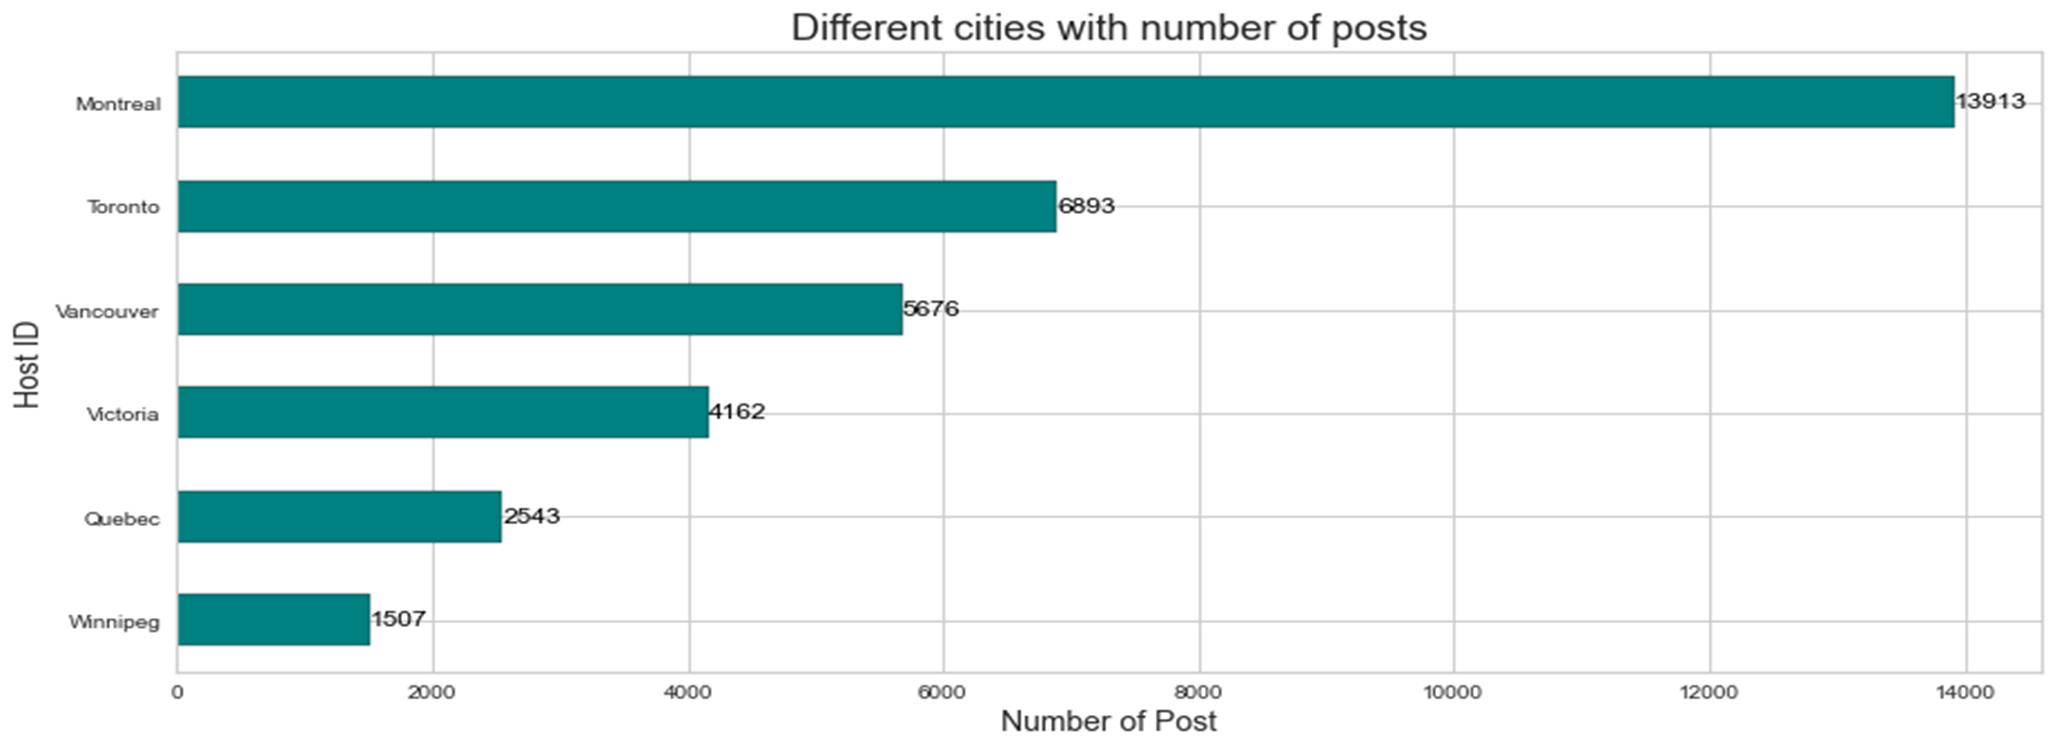 Different cities with number of posts
Montreal
13913
Toronto
6893
Vancouver
5676
Host ID
Victoria
4162
Quebec
2543
Winnipeg
1507
0 2000 4000 6000 8000 10000 12000 14000
Number of Post